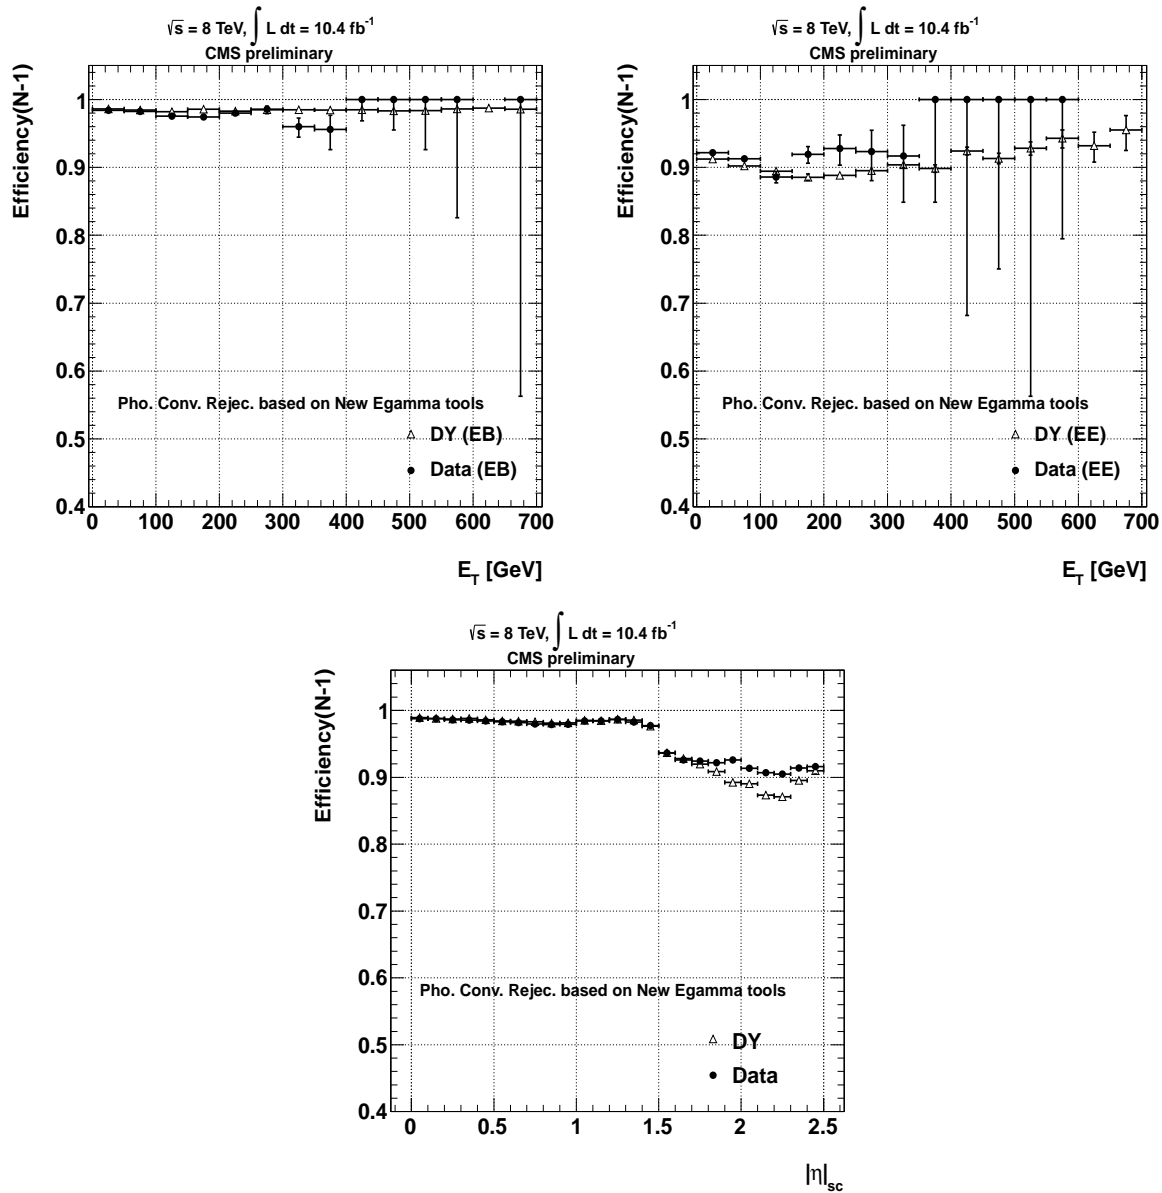 √s = 8 TeV, ∫ L dt = 10.4 fb⁻¹
CMS preliminary
Efficiency(N-1)
1
0.9
0.8
0.7
0.6
0.5
0.4
Pho. Conv. Rejec. based on New Egamma tools
DY (EB)
Data (EB)
0 100 200 300 400 500 600 700
E_T [GeV]
√s = 8 TeV, ∫ L dt = 10.4 fb⁻¹
CMS preliminary
Efficiency(N-1)
1
0.9
0.8
0.7
0.6
0.5
0.4
Pho. Conv. Rejec. based on New Egamma tools
DY (EE)
Data (EE)
0 100 200 300 400 500 600 700
E_T [GeV]
√s = 8 TeV, ∫ L dt = 10.4 fb⁻¹
CMS preliminary
Efficiency(N-1)
1
0.9
0.8
0.7
0.6
0.5
0.4
Pho. Conv. Rejec. based on New Egamma tools
DY
Data
0 0.5 1 1.5 2 2.5
|η|_sc